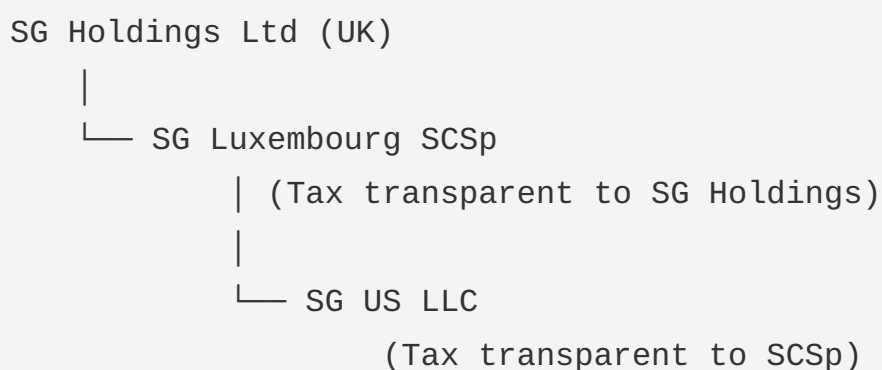 SG Holdings Ltd (UK)
│
└── SG Luxembourg SCSp
│ (Tax transparent to SG Holdings)
│
└── SG US LLC
(Tax transparent to SCSp)